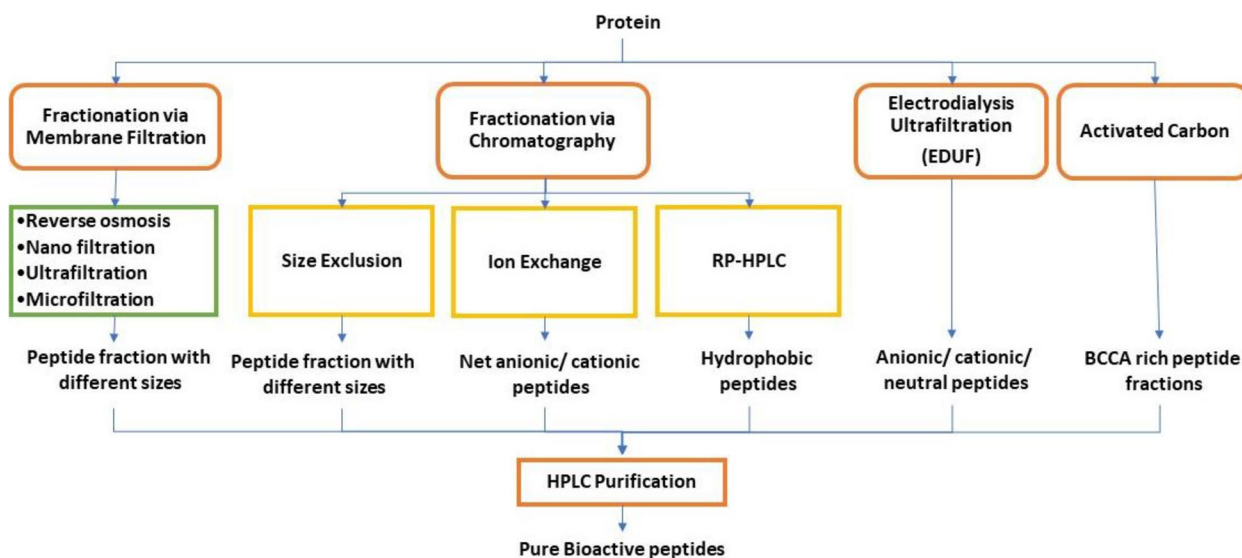 Protein
Fractionation via
Membrane Filtration
Fractionation via
Chromatography
Electrodialysis
Ultrafiltration
(EDUF)
Activated Carbon
•Reverse osmosis
•Nano filtration
•Ultrafiltration
•Microfiltration
Size Exclusion
Ion Exchange
RP-HPLC
Peptide fraction with
different sizes
Peptide fraction with
different sizes
Net anionic/ cationic
peptides
Hydrophobic
peptides
Anionic/ cationic/
neutral peptides
BCCA rich peptide
fractions
HPLC Purification
Pure Bioactive peptides